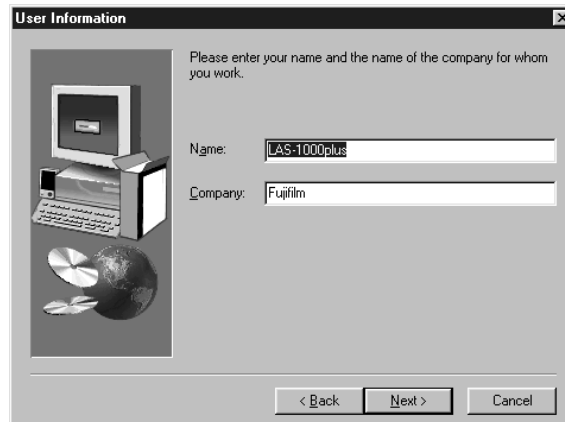 User Information
Please enter your name and the name of the company for whom
you work.
Name: LAS-1000plus
Company: Fujifilm
< Back Next > Cancel